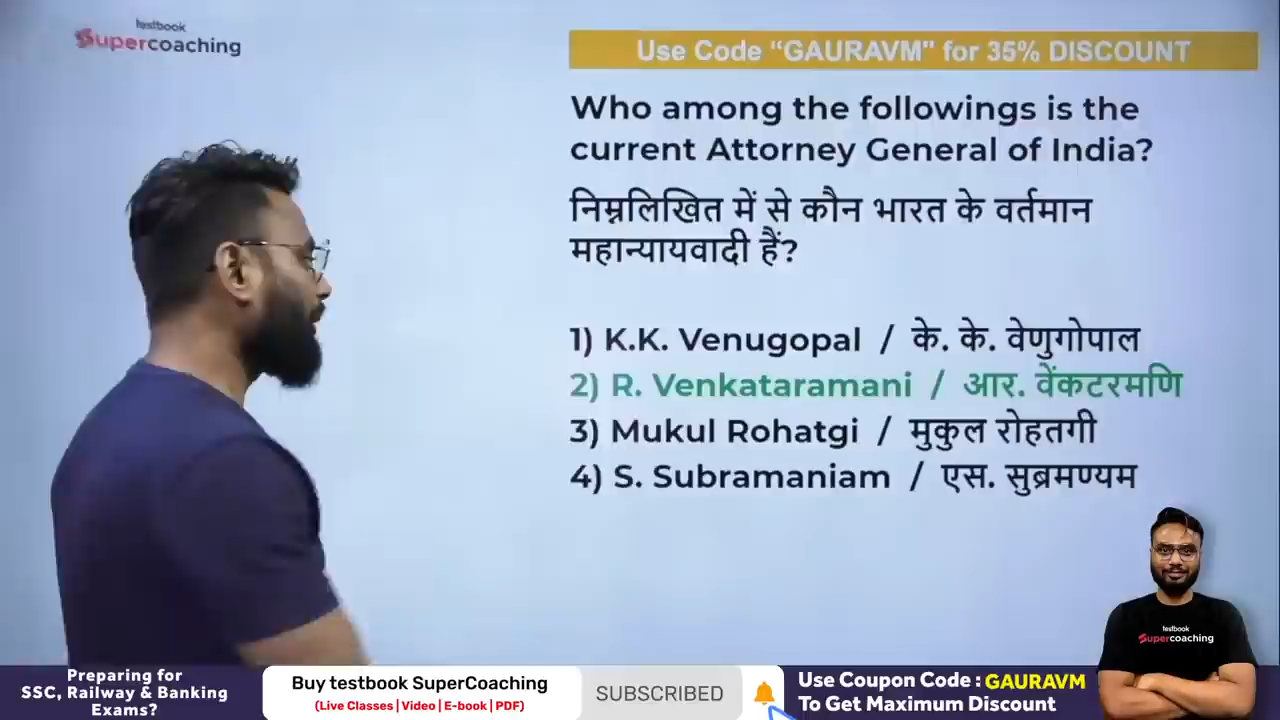 testbook
Supercoaching
Use Code “GAURAVM" for 35% DISCOUNT
Who among the followings is the
current Attorney General of India?
निम्नलिखित में से कौन भारत के वर्तमान
महान्यायवादी हैं?
1) K.K. Venugopal / के. के. वेणुगोपाल
2) R. Venkataramani / आर. वेंकटरमणि
3) Mukul Rohatgi / मुकुल रोहतगी
4) S. Subramaniam / एस. सुब्रमण्यम
testbook
Supercoaching
Preparing for
SSC, Railway & Banking
Exams?
Buy testbook SuperCoaching
(Live Classes | Video | E-book | PDF)
SUBSCRIBED
Use Coupon Code : GAURAVM
To Get Maximum Discount